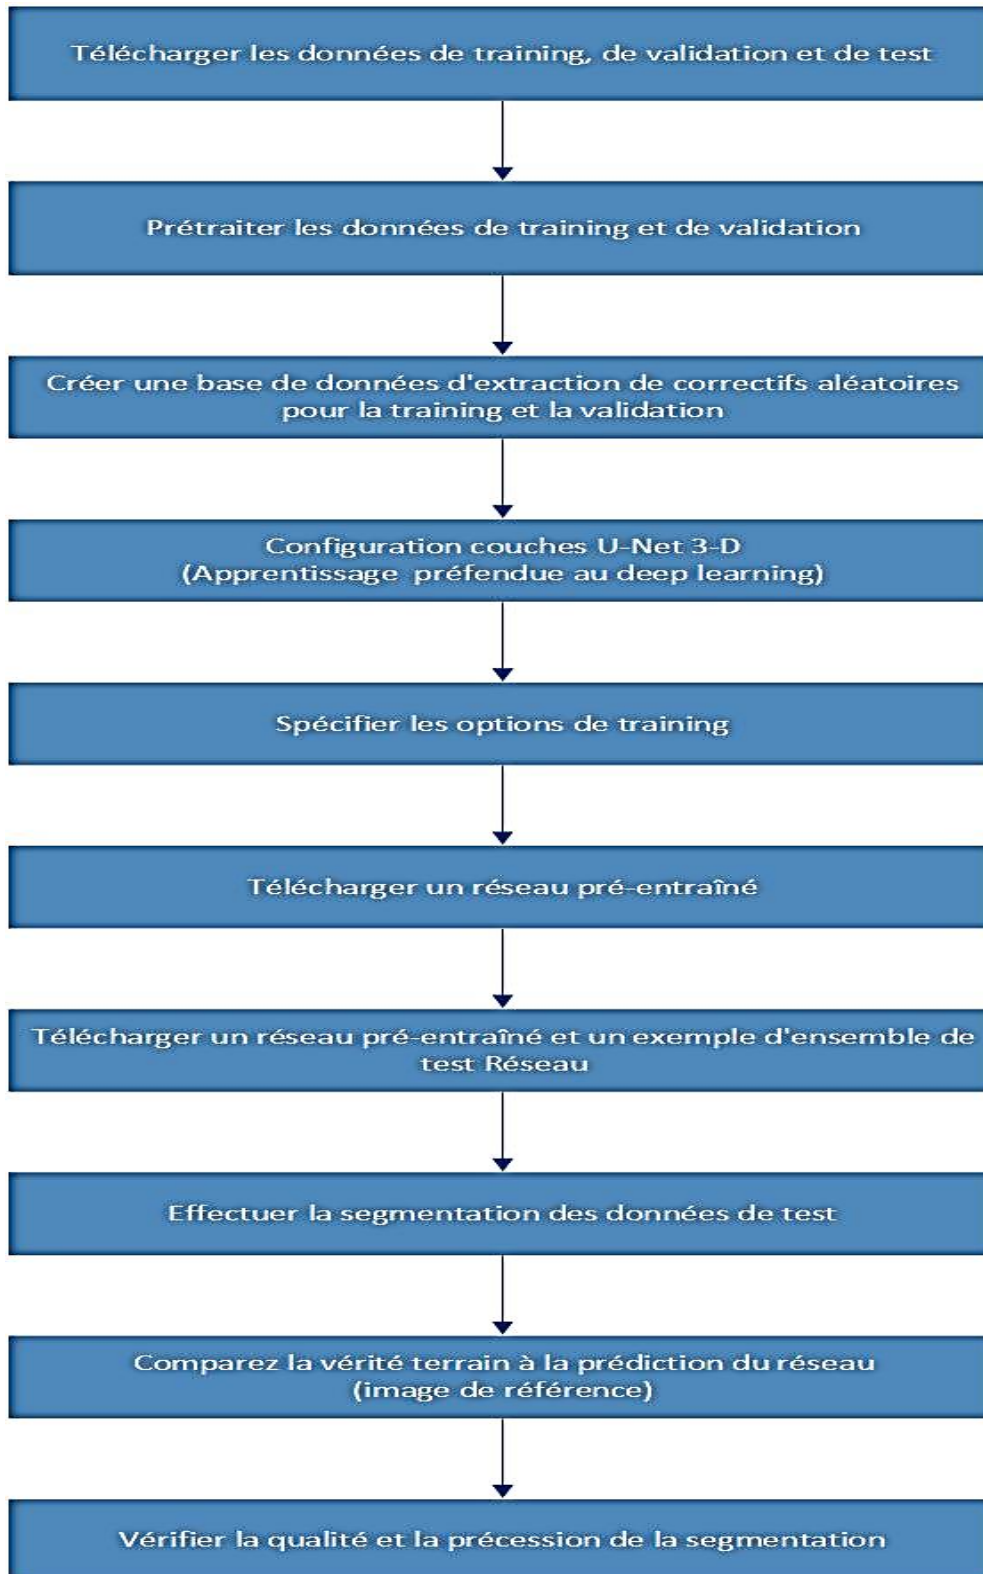 Télécharger les données de training, de validation et de test
Prétraiter les données de training et de validation
Créer une base de données d'extraction de correctifs aléatoires
pour la training et la validation
Configuration couches U-Net 3-D
(Apprentissage préfendue au deep learning)
Spécifier les options de training
Télécharger un réseau pré-entraîné
Télécharger un réseau pré-entraîné et un exemple d'ensemble de
test Réseau
Effectuer la segmentation des données de test
Comparez la vérité terrain à la prédiction du réseau
(image de référence)
Vérifier la qualité et la précession de la segmentation